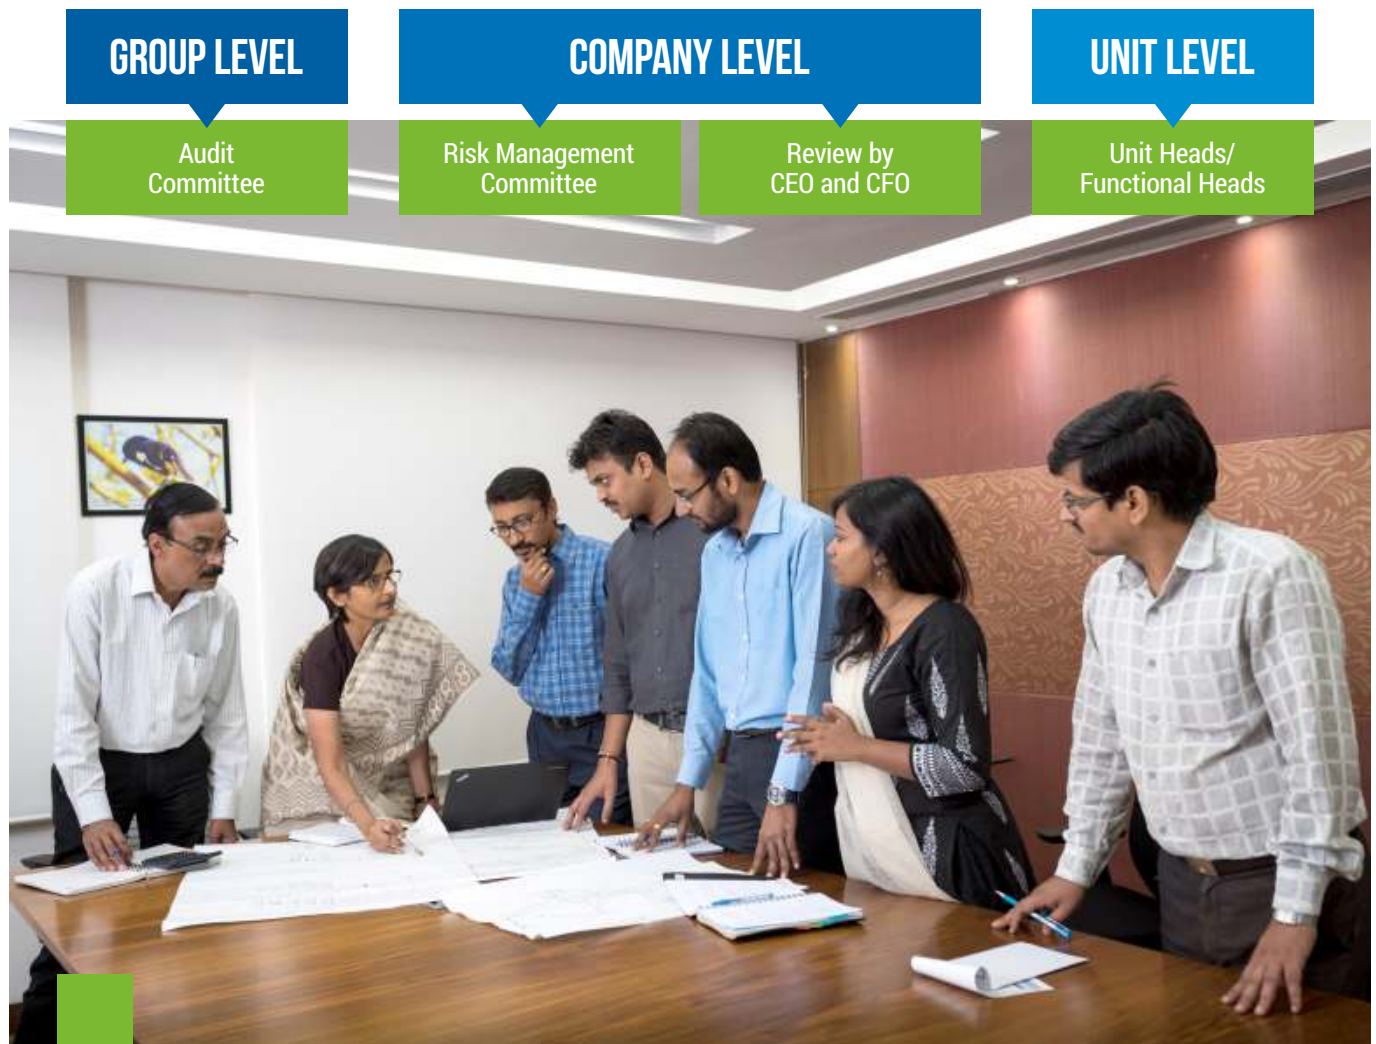 GROUP LEVEL
COMPANY LEVEL
UNIT LEVEL
Audit
Committee
Risk Management
Committee
Review by
CEO and CFO
Unit Heads/
Functional Heads